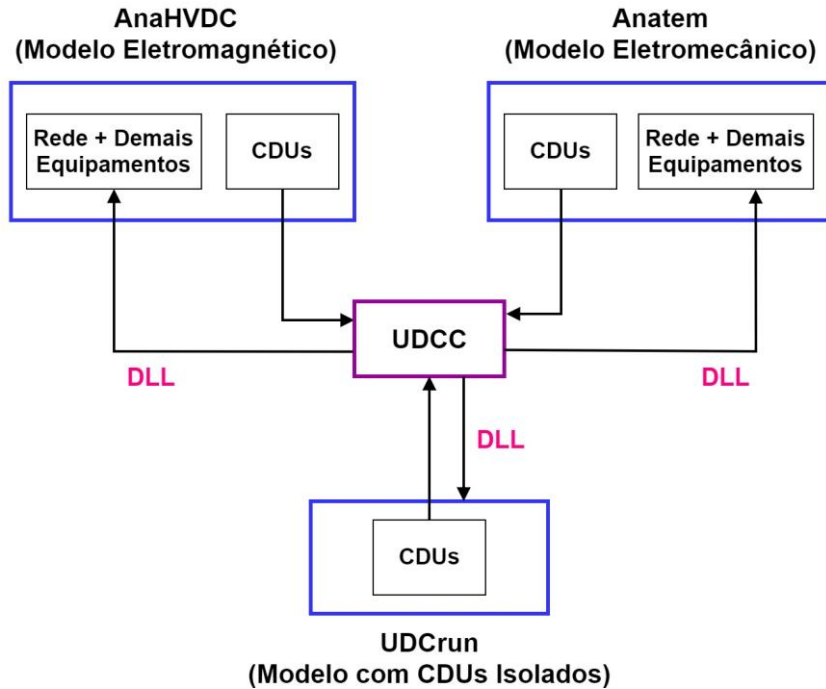 AnaHVDC
(Modelo Eletromagnético)
Anatem
(Modelo Eletromecânico)
Rede + Demais
Equipamentos
CDUs
CDUs
Rede + Demais
Equipamentos
UDCC
DLL
DLL
DLL
CDUs
UDCrun
(Modelo com CDUs Isolados)